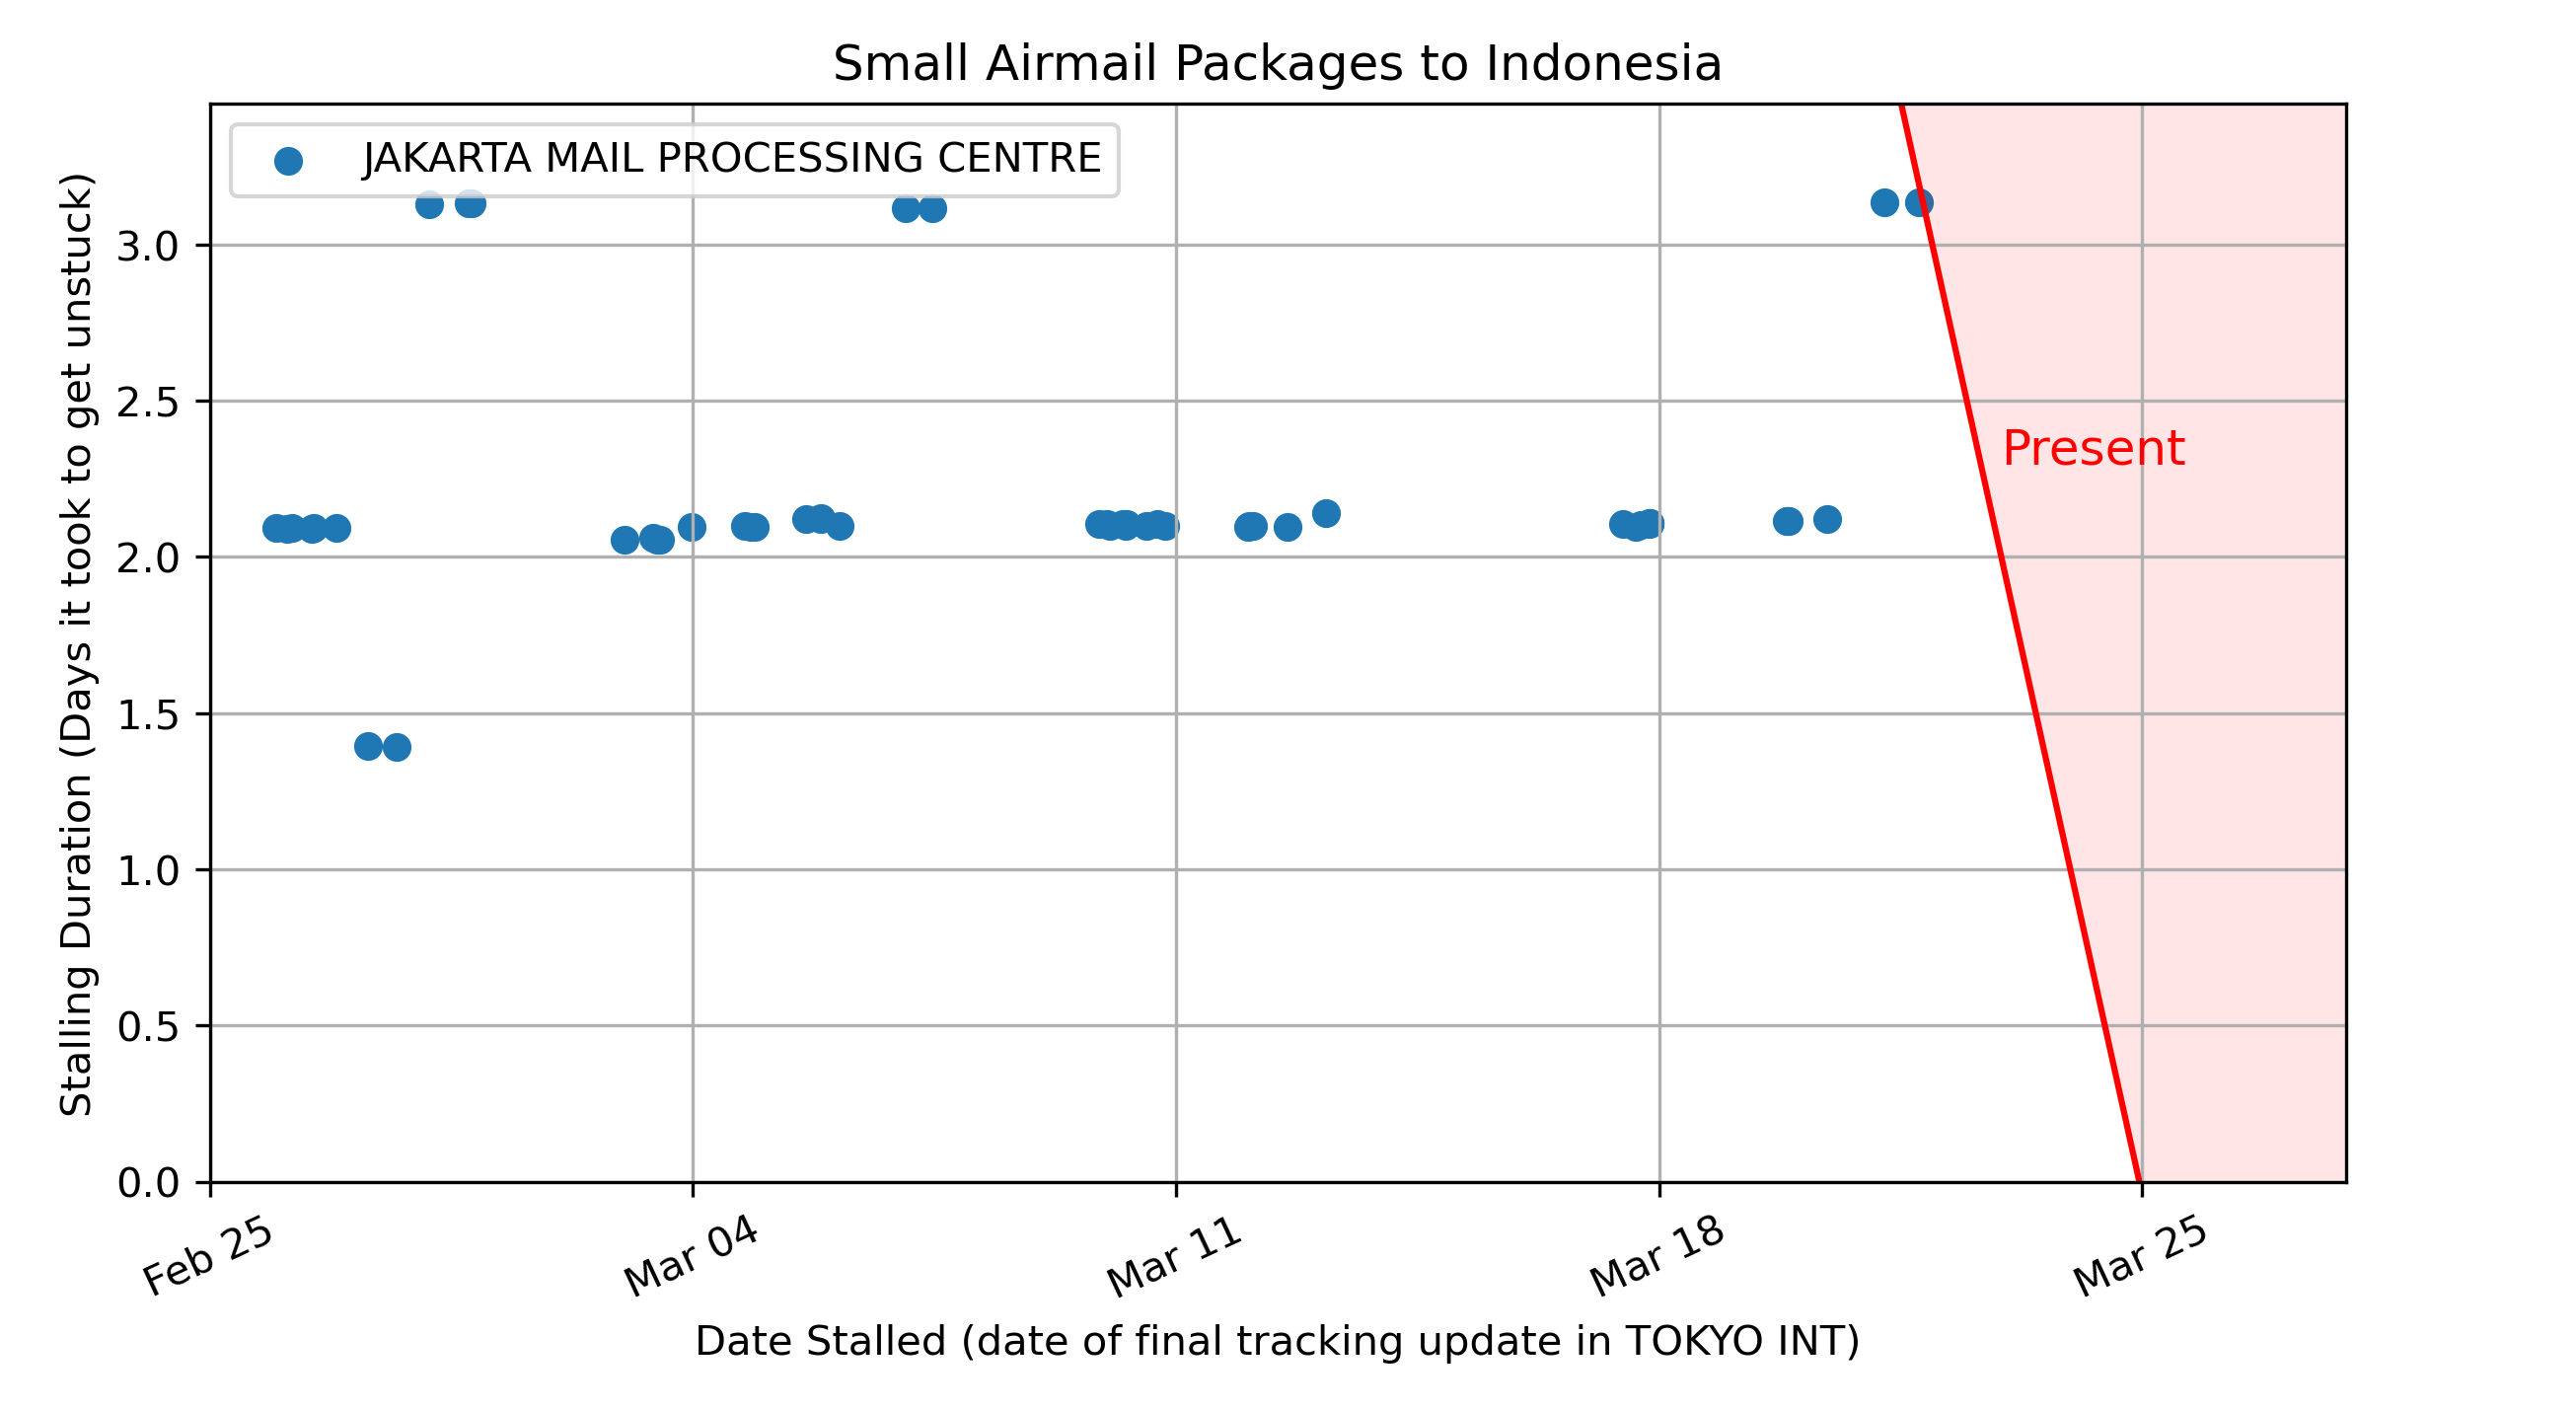 Small Airmail Packages to Indonesia
JAKARTA MAIL PROCESSING CENTRE
Stalling Duration (Days it took to get unstuck)
3.0
2.5
2.0
1.5
1.0
0.5
0.0
Present
Feb 25
Mar 04
Mar 11
Mar 18
Mar 25
Date Stalled (date of final tracking update in TOKYO INT)